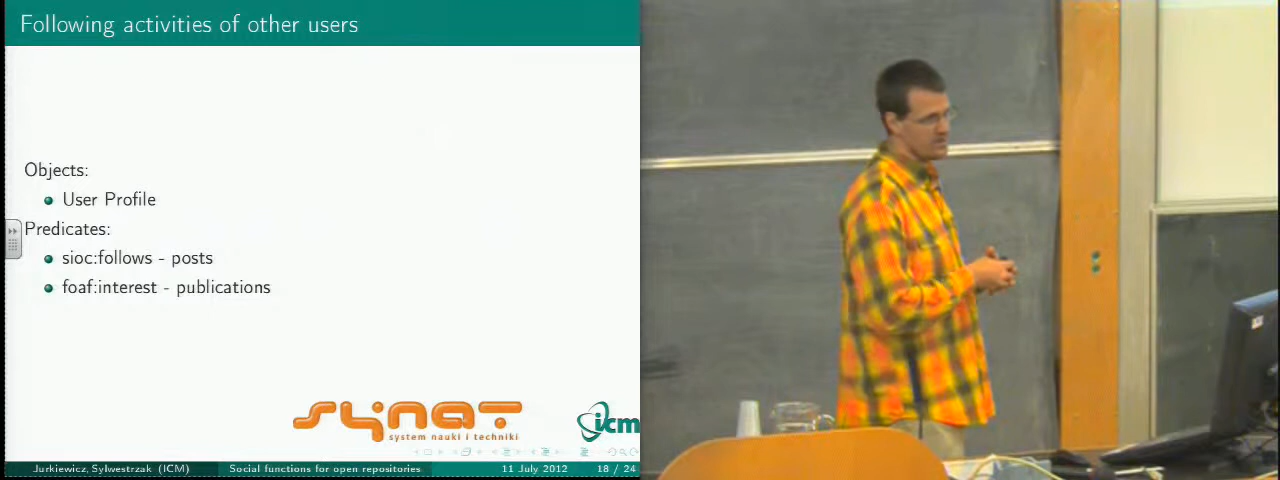 Following activities of other users
Objects:
User Profile
Predicates:
sioc:follows - posts
foaf:interest - publications
synat
system nauki i techniki
icm
Jurkiewicz, Sylwestrzak (ICM) Social functions for open repositories 11 July 2012 18 / 24